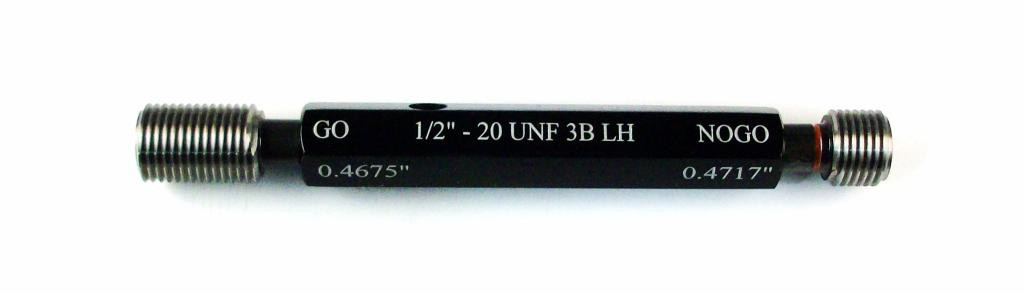 GO 1/2" - 20 UNF 3B LH NOGO
0.4675" 0.4717"